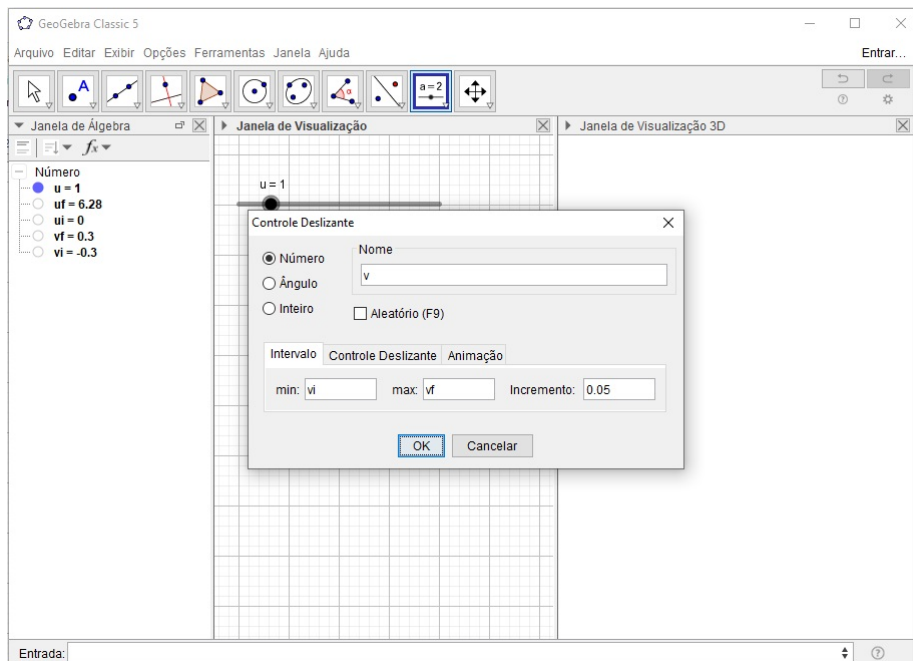 GeoGebra Classic 5
Arquivo Editar Exibir Opções Ferramentas Janela Ajuda
Entrar...
A
α
a = 2
Janela de Álgebra
Janela de Visualização
Janela de Visualização 3D
fx
Número
u = 1
uf = 6.28
ui = 0
vf = 0.3
vi = -0.3
u = 1
Controle Deslizante
Número
Ângulo
Inteiro
Nome
v
Aleatório (F9)
Intervalo Controle Deslizante Animação
min: vi max: vf Incremento: 0.05
OK Cancelar
Entrada: